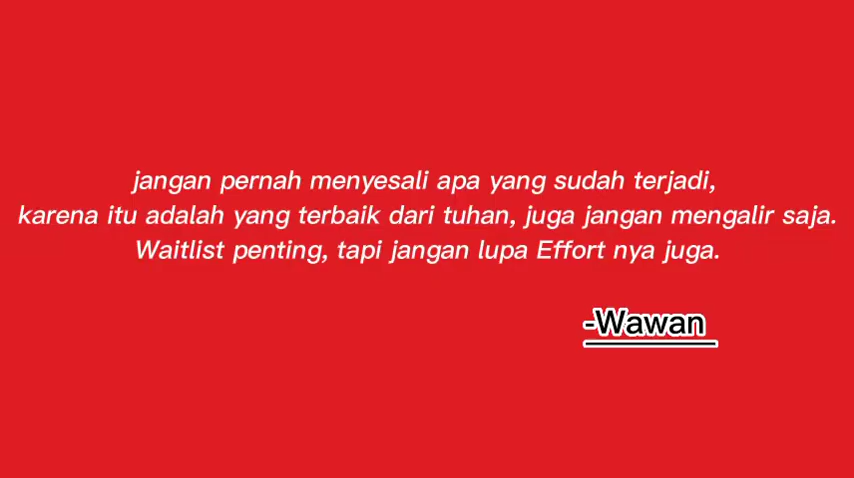 jangan pernah menyesali apa yang sudah terjadi,
karena itu adalah yang terbaik dari tuhan, juga jangan mengalir saja.
Waitlist penting, tapi jangan lupa Effort nya juga.
-Wawan